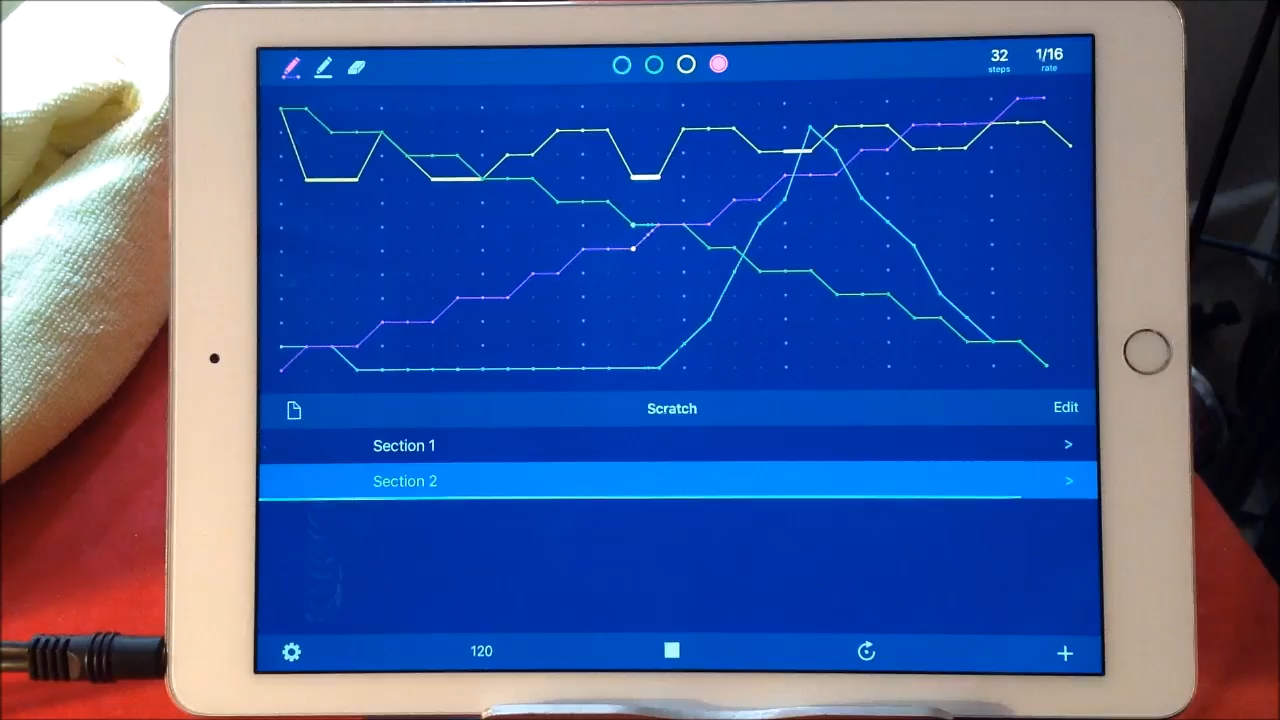 32
steps
1/16
rate
Scratch
Edit
Section 1
>
Section 2
>
120